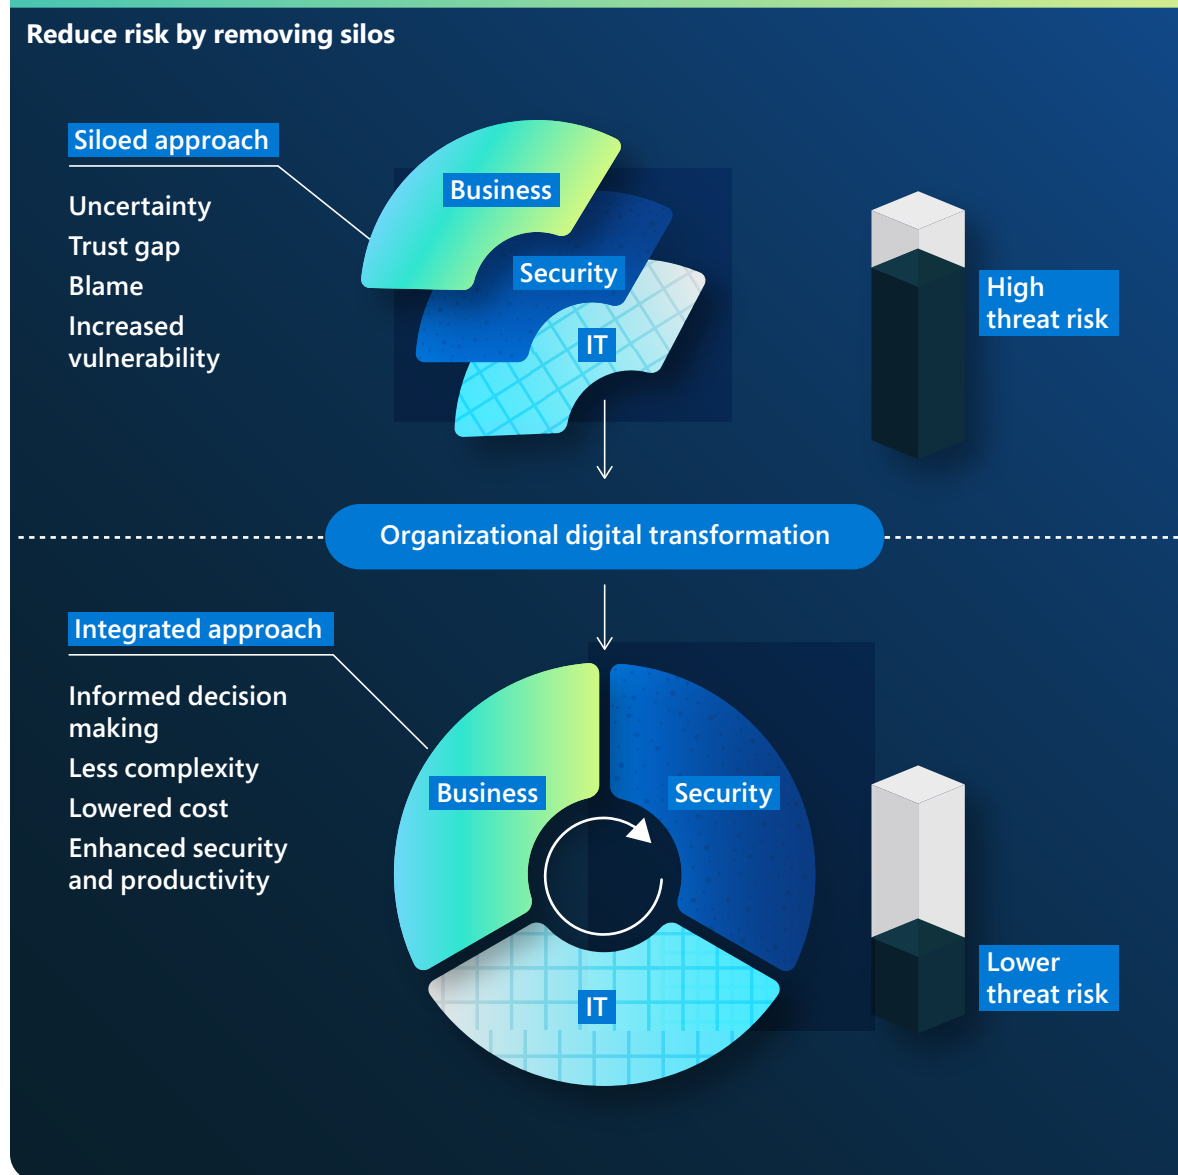 Reduce risk by removing silos
Siloed approach
Uncertainty
Trust gap
Blame
Increased
vulnerability
Business
Security
IT
High
threat risk
Organizational digital transformation
Integrated approach
Informed decision
making
Less complexity
Lowered cost
Enhanced security
and productivity
Business
Security
IT
Lower
threat risk